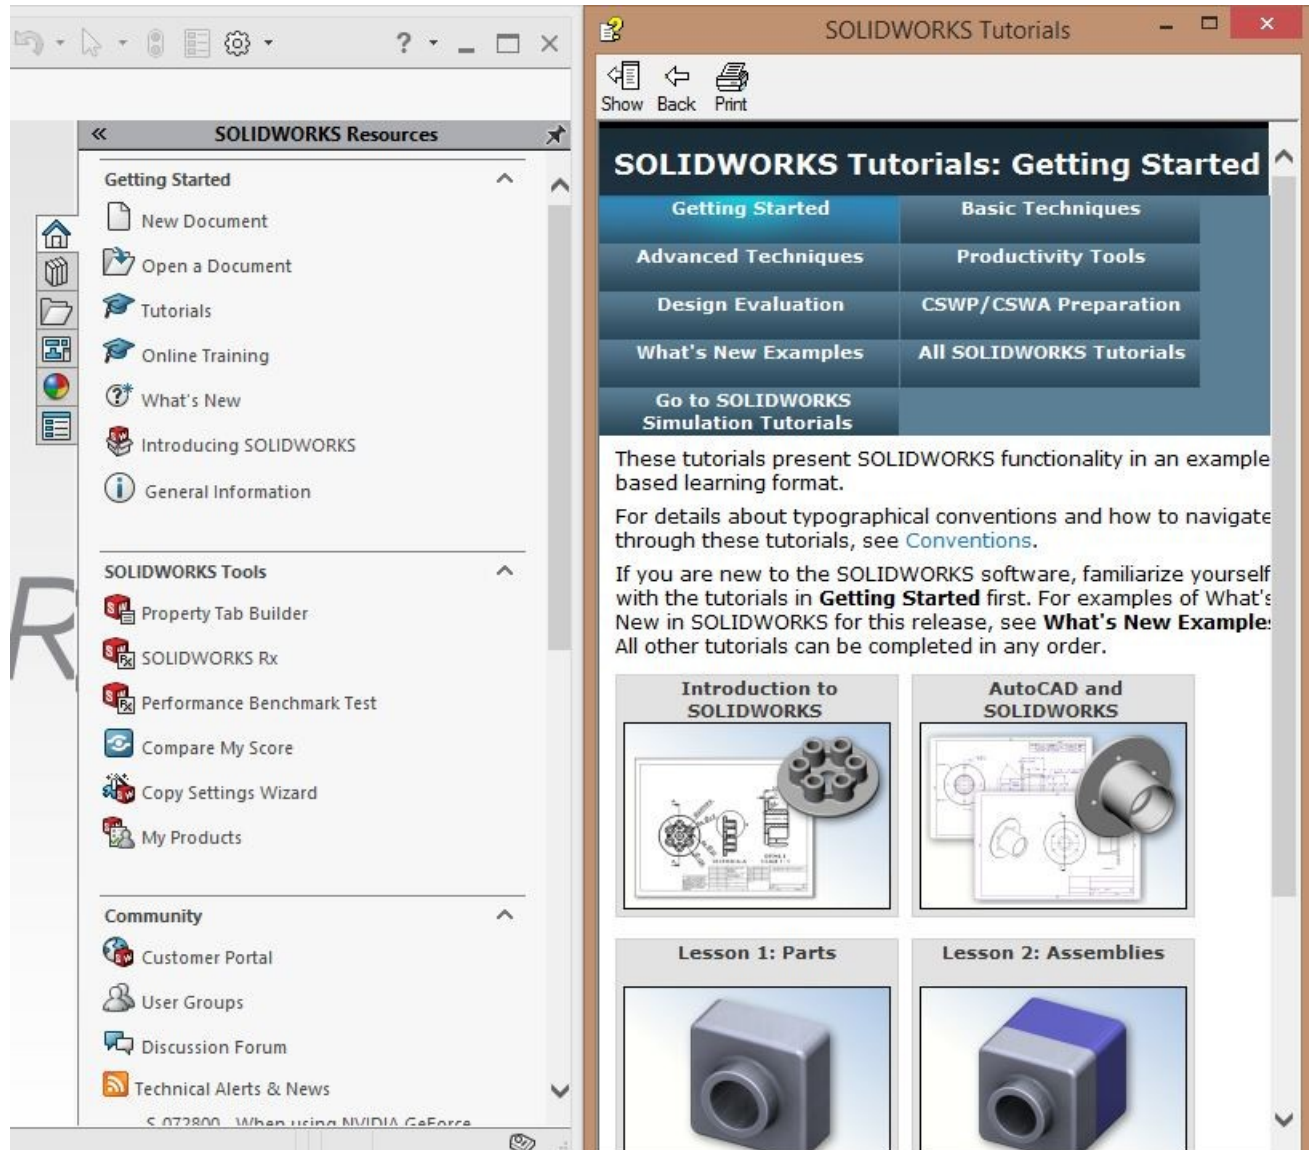 ?
SOLIDWORKS Resources
Getting Started
New Document
Open a Document
Tutorials
Online Training
What's New
Introducing SOLIDWORKS
General Information
SOLIDWORKS Tools
Property Tab Builder
SOLIDWORKS Rx
Performance Benchmark Test
Compare My Score
Copy Settings Wizard
My Products
Community
Customer Portal
User Groups
Discussion Forum
Technical Alerts & News
S-072800 When using NVIDIA GeForce
SOLIDWORKS Tutorials
Show Back Print
SOLIDWORKS Tutorials: Getting Started
Getting Started Basic Techniques
Advanced Techniques Productivity Tools
Design Evaluation CSWP/CSWA Preparation
What's New Examples All SOLIDWORKS Tutorials
Go to SOLIDWORKS
Simulation Tutorials
These tutorials present SOLIDWORKS functionality in an example
based learning format.
For details about typographical conventions and how to navigate
through these tutorials, see Conventions.
If you are new to the SOLIDWORKS software, familiarize yourself
with the tutorials in Getting Started first. For examples of What's
New in SOLIDWORKS for this release, see What's New Example
All other tutorials can be completed in any order.
Introduction to
SOLIDWORKS
AutoCAD and
SOLIDWORKS
Lesson 1: Parts
Lesson 2: Assemblies